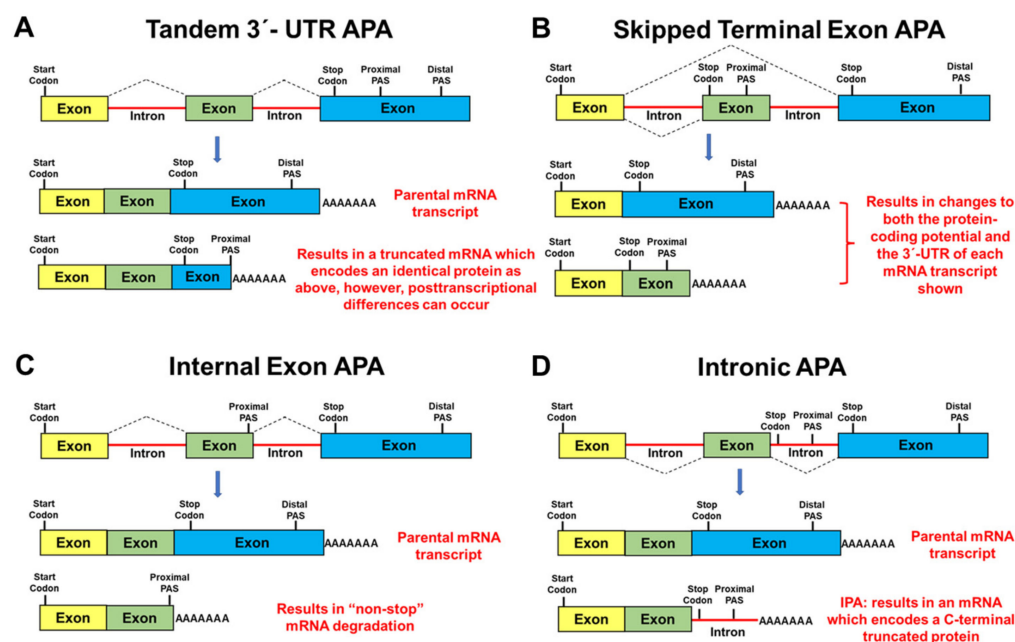 A
Tandem 3´- UTR APA
Start
Codon
Stop
Codon
Proximal
PAS
Distal
PAS
Exon
Intron
Exon
Intron
Exon
Start
Codon
Stop
Codon
Distal
PAS
Exon
Exon
Exon
AAAAAAA
Parental mRNA
transcript
Start
Codon
Stop
Codon
Proximal
PAS
Exon
Exon
Exon
AAAAAAA
Results in a truncated mRNA which
encodes an identical protein as
above, however, posttranscriptional
differences can occur
B
Skipped Terminal Exon APA
Start
Codon
Stop
Codon
Proximal
PAS
Stop
Codon
Distal
PAS
Exon
Intron
Exon
Intron
Exon
Start
Codon
Stop
Codon
Distal
PAS
Exon
Exon
AAAAAAA
Start
Codon
Stop
Codon
Proximal
PAS
Exon
Exon
AAAAAAA
Results in changes to
both the protein-
coding potential and
the 3´-UTR of each
mRNA transcript
shown
C
Internal Exon APA
Start
Codon
Proximal
PAS
Stop
Codon
Distal
PAS
Exon
Intron
Exon
Intron
Exon
Start
Codon
Stop
Codon
Distal
PAS
Exon
Exon
Exon
AAAAAAA
Parental mRNA
transcript
Start
Codon
Proximal
PAS
Exon
Exon
AAAAAAA
Results in “non-stop”
mRNA degradation
D
Intronic APA
Start
Codon
Stop
Codon
Proximal
PAS
Stop
Codon
Distal
PAS
Exon
Intron
Exon
Intron
Exon
Start
Codon
Stop
Codon
Distal
PAS
Exon
Exon
Exon
AAAAAAA
Parental mRNA
transcript
Start
Codon
Stop
Codon
Proximal
PAS
Exon
Exon
Intron
AAAAAAA
IPA: results in an mRNA
which encodes a C-terminal
truncated protein